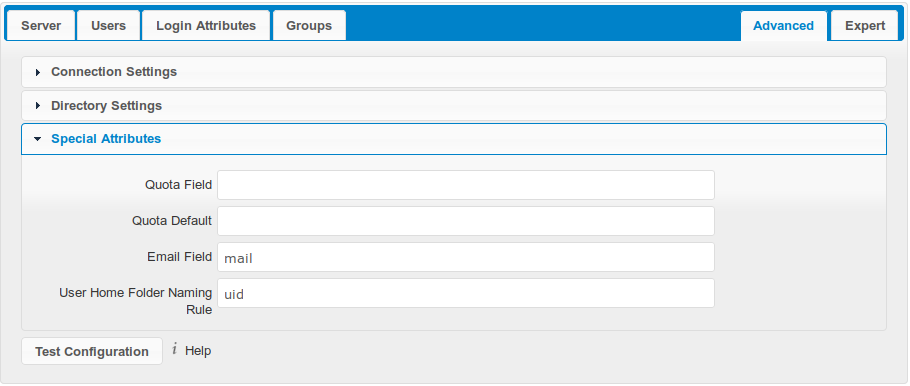 Server Users Login Attributes Groups Advanced Expert
Connection Settings
Directory Settings
Special Attributes
Quota Field
Quota Default
Email Field mail
User Home Folder Naming uid
Rule
Test Configuration i Help